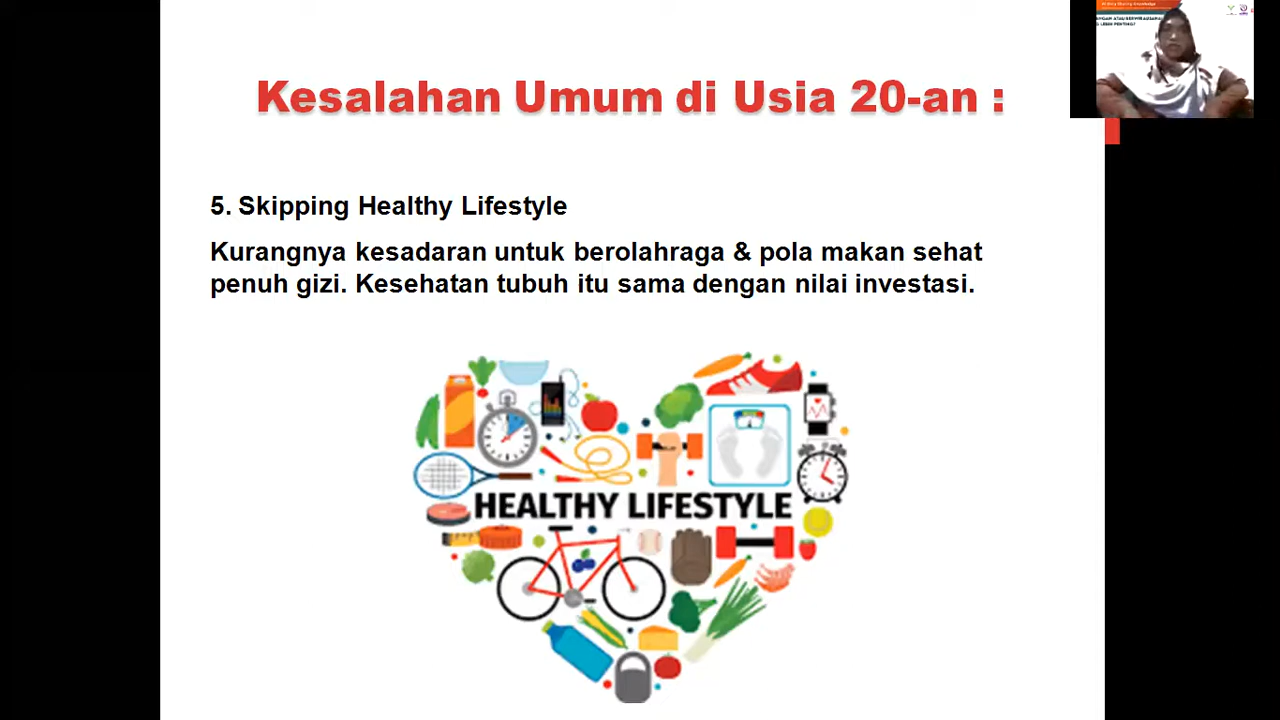 Kesalahan Umum di Usia 20-an :
5. Skipping Healthy Lifestyle
Kurangnya kesadaran untuk berolahraga & pola makan sehat
penuh gizi. Kesehatan tubuh itu sama dengan nilai investasi.
HEALTHY LIFESTYLE